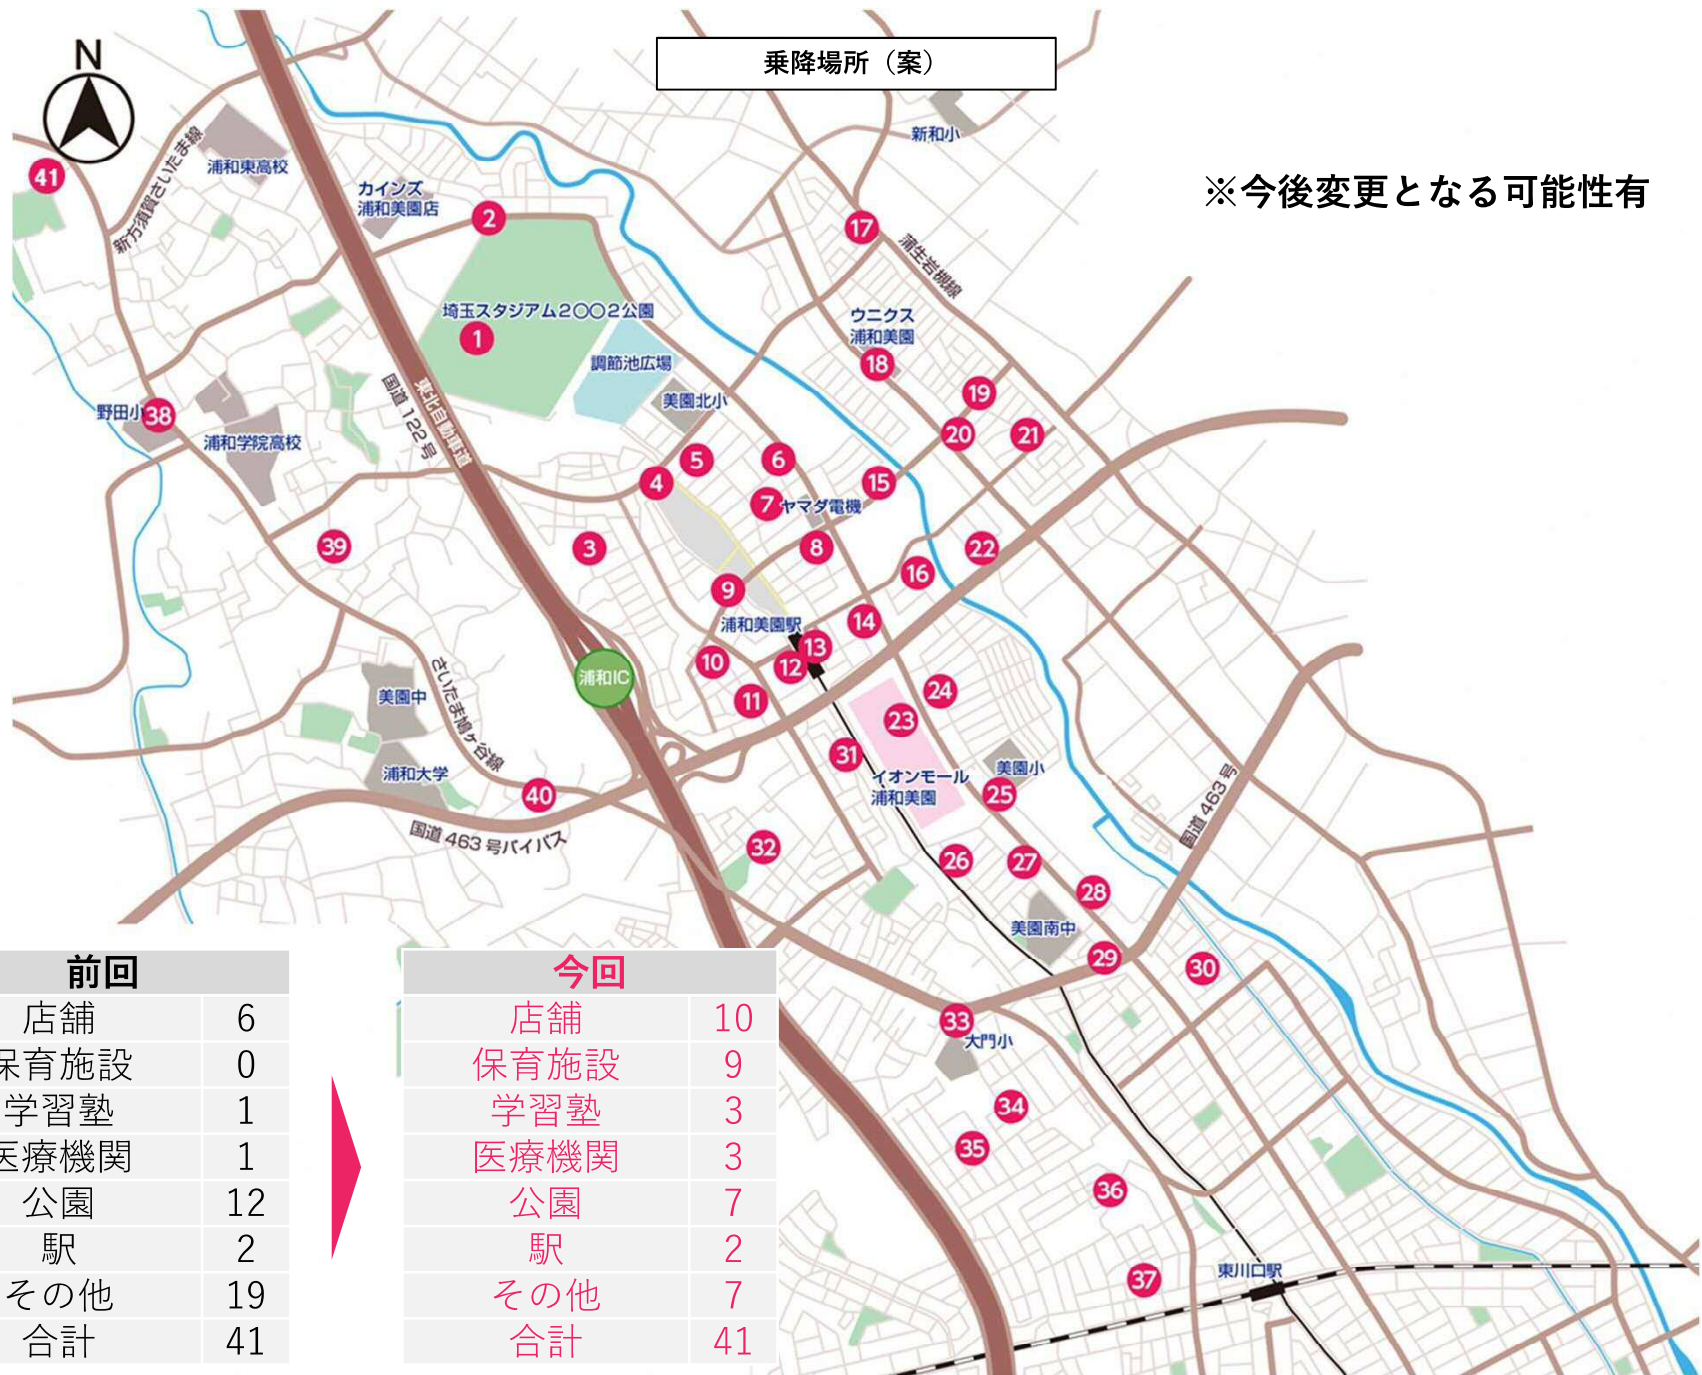 乗降場所（案）
N
※今後変更となる可能性有
新和小
浦和東高校
新方須賀さいたま線
カインズ
浦和美園店
41
2
17
蒲生岩槻線
埼玉スタジアム２〇〇２公園
1
調節池広場
ウニクス
浦和美園
18
美園北小
19
20
21
野田小
38
浦和学院高校
東北自動車道
国道122号
5
6
4
7
ヤマダ電機
15
39
3
8
22
16
9
浦和美園駅
14
13
12
10
11
浦和IC
美園中
さいたま鳩ヶ谷線
浦和大学
40
国道463号バイパス
24
23
31
イオンモール
浦和美園
美園小
25
国道463号
32
26
27
28
美園南中
29
30
33
大門小
34
35
36
37
東川口駅
前回
店舗 6
保育施設 0
学習塾 1
医療機関 1
公園 12
駅 2
その他 19
合計 41
今回
店舗 10
保育施設 9
学習塾 3
医療機関 3
公園 7
駅 2
その他 7
合計 41